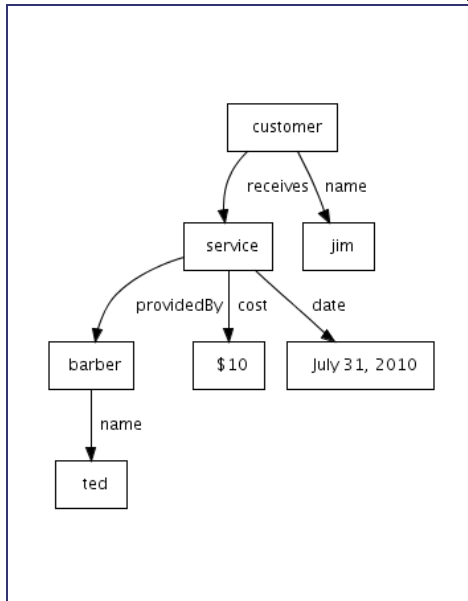 customer
receives name
service jim
providedBy cost date
barber $10 July 31, 2010
name
ted